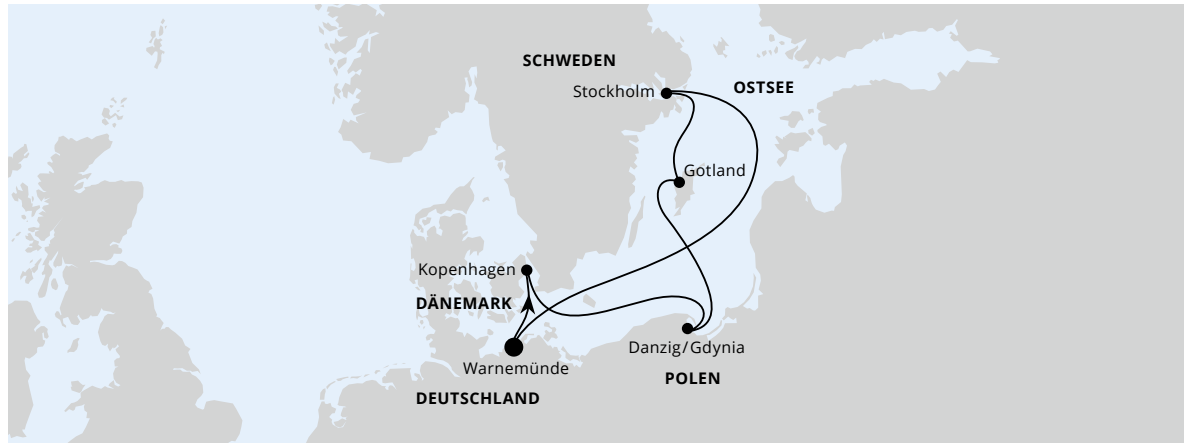 SCHWEDEN
Stockholm
OSTSEE
Gotland
Kopenhagen
DÄNEMARK
Danzig/Gdynia
Warnemünde
POLEN
DEUTSCHLAND